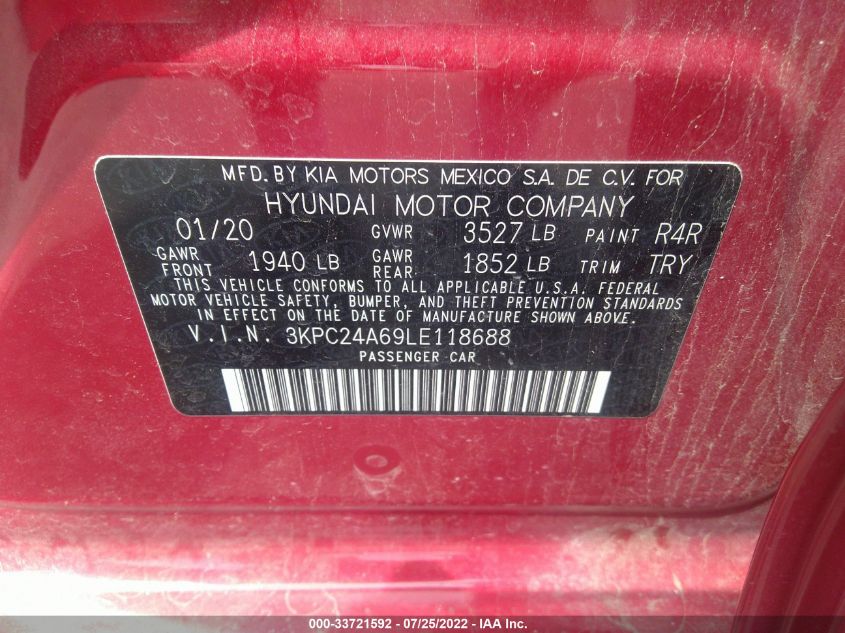 MFD. BY KIA MOTORS MEXICO S.A. DE C.V. FOR
HYUNDAI MOTOR COMPANY
01/20 GVWR 3527 LB PAINT R4R
GAWR FRONT 1940 LB GAWR REAR 1852 LB TRIM TRY
THIS VEHICLE CONFORMS TO ALL APPLICABLE U.S.A. FEDERAL
MOTOR VEHICLE SAFETY, BUMPER, AND THEFT PREVENTION STANDARDS
IN EFFECT ON THE DATE OF MANUFACTURE SHOWN ABOVE.
V.I.N. 3KPC24A69LE118688
PASSENGER CAR
000-33721592 - 07/25/2022 - IAA Inc.